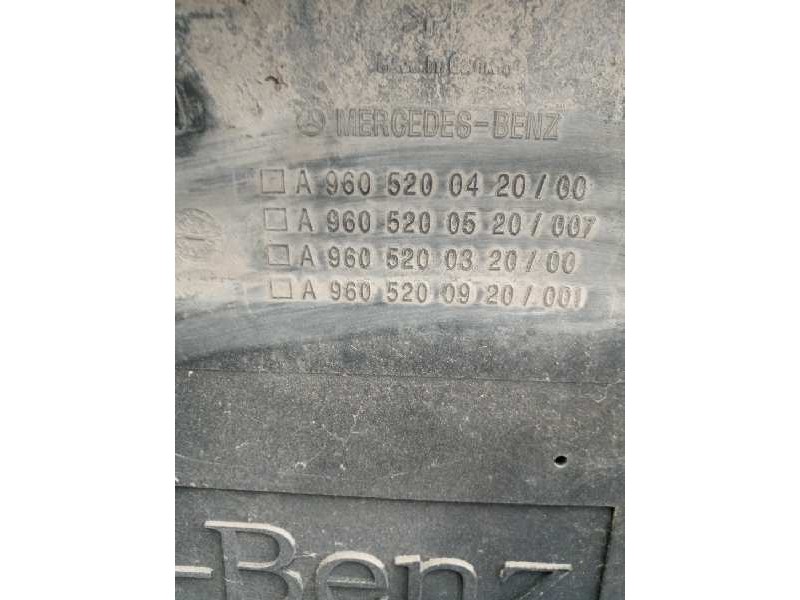 MERCEDES-BENZ
A 960 520 04 20/00
A 960 520 05 20/007
A 960 520 03 20/00
A 960 520 09 20/001
-Benz